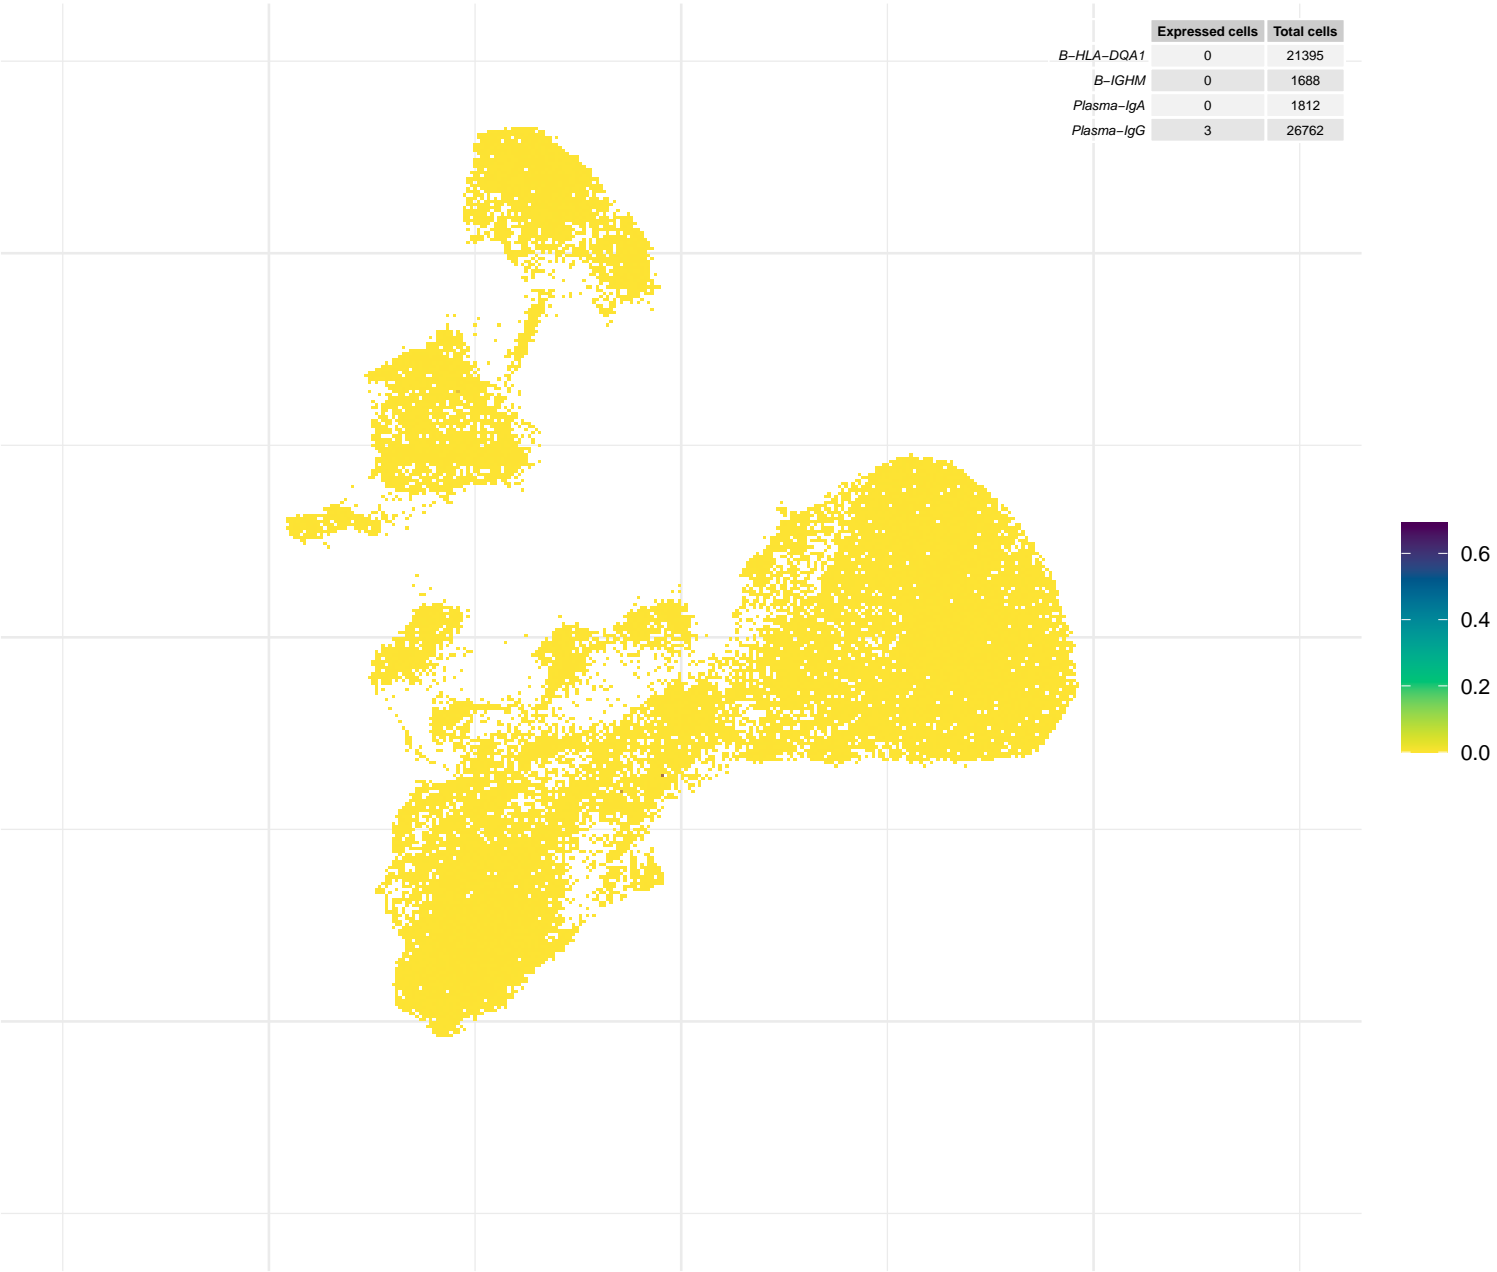 Expressed cells Total cells
B−HLA−DQA1 0 21395
B−IGHM 0 1688
Plasma−IgA 0 1812
Plasma−IgG 3 26762
0.6
0.4
0.2
0.0